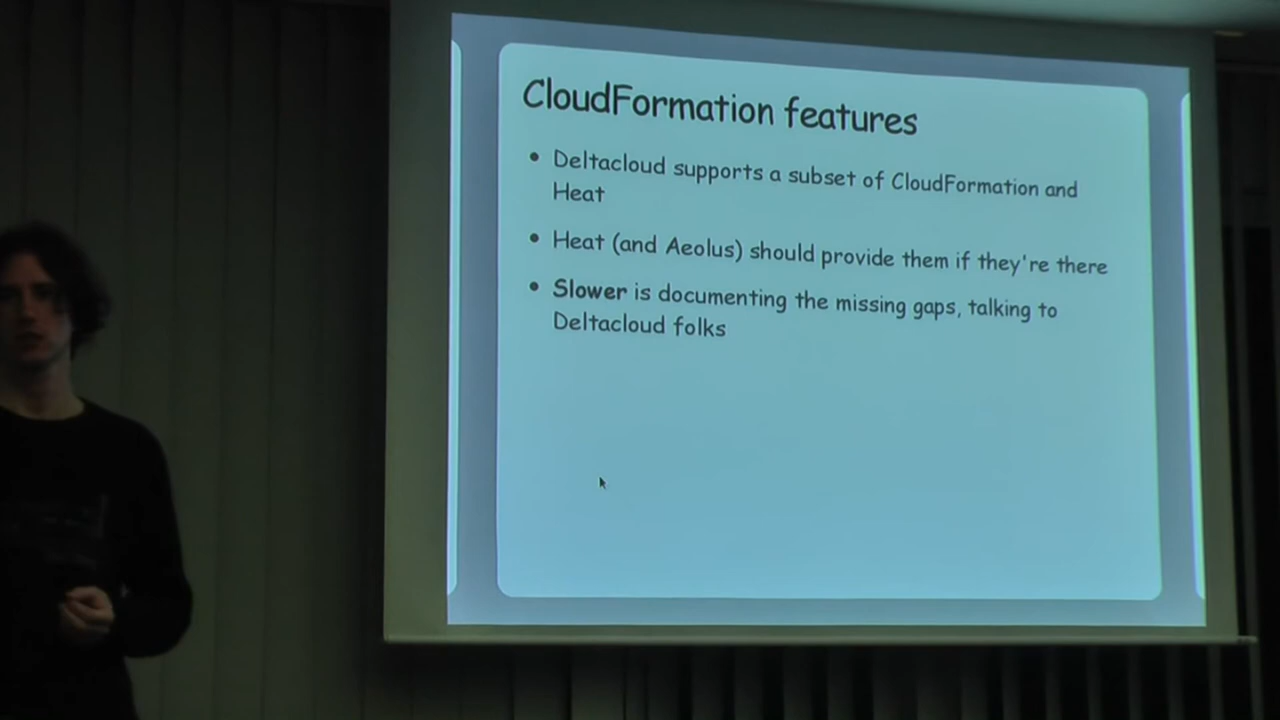 CloudFormation features
• Deltacloud supports a subset of CloudFormation and
Heat
• Heat (and Aeolus) should provide them if they're there
• Slower is documenting the missing gaps, talking to
Deltacloud folks